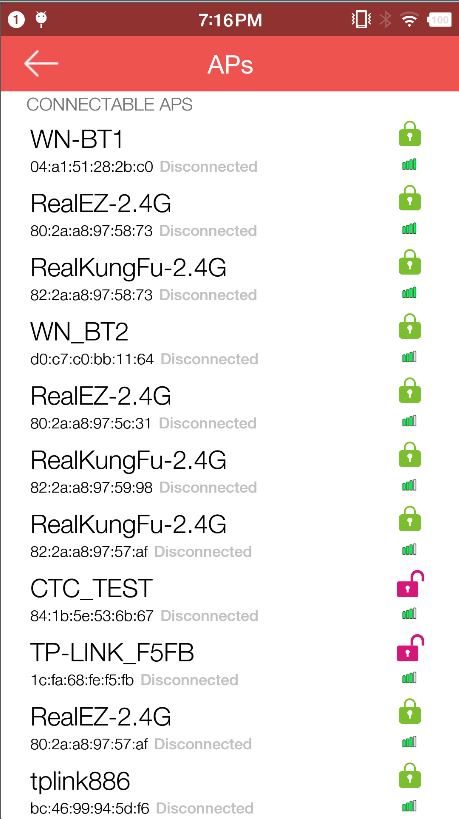 1 7:16PM 100
APs
CONNECTABLE APS
WN-BT1
04:a1:51:28:2b:c0 Disconnected
RealEZ-2.4G
80:2a:a8:97:58:73 Disconnected
RealKungFu-2.4G
82:2a:a8:97:58:73 Disconnected
WN_BT2
d0:c7:c0:bb:11:64 Disconnected
RealEZ-2.4G
80:2a:a8:97:5c:31 Disconnected
RealKungFu-2.4G
82:2a:a8:97:59:98 Disconnected
RealKungFu-2.4G
82:2a:a8:97:57:af Disconnected
CTC_TEST
84:1b:5e:53:6b:67 Disconnected
TP-LINK_F5FB
1c:fa:68:fe:f5:fb Disconnected
RealEZ-2.4G
80:2a:a8:97:57:af Disconnected
tplink886
bc:46:99:94:5d:f6 Disconnected